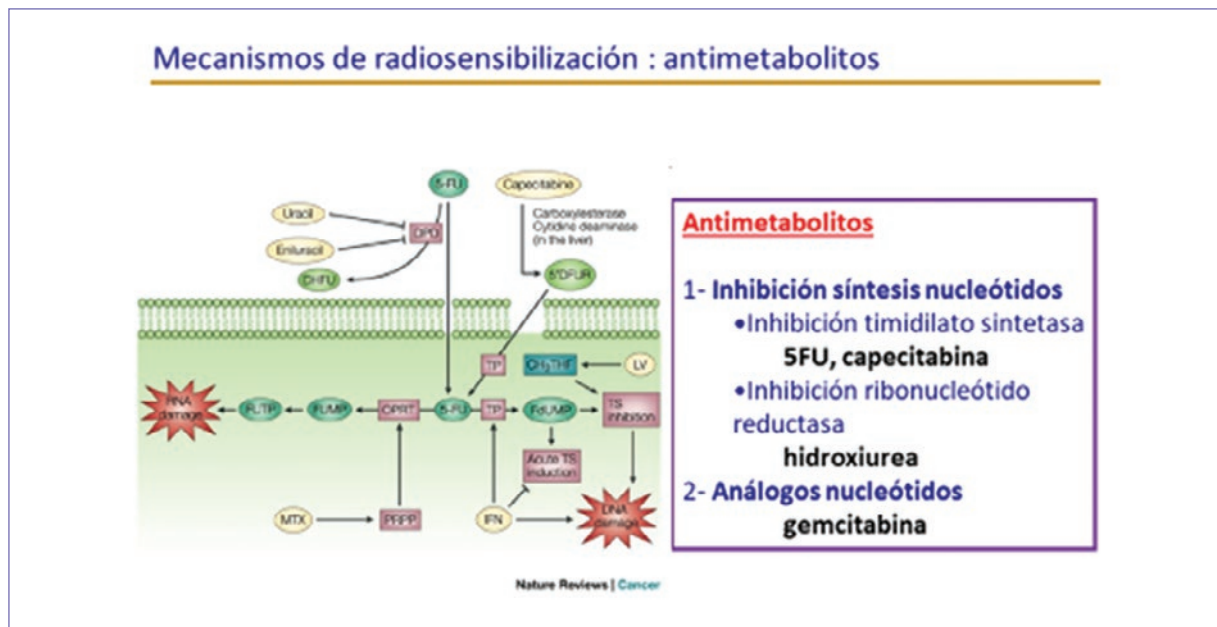 Mecanismos de radiosensibilización : antimetabolitos
5-FU
Capecitabine
Uracil
Eniluracil
DPD
DHFU
Carboxylesterase
Cytidine deaminase
(in the liver)
5'DFUR
TP
CH₂THF
LV
RNA
damage
FUTP
FUMP
OPRT
5-FU
TP
FdUMP
TS
inhibition
Acute TS
induction
MTX
PRPP
IFN
DNA
damage
Nature Reviews | Cancer
Antimetabolitos
1- Inhibición síntesis nucleótidos
•Inhibición timidilato sintetasa
5FU, capecitabina
•Inhibición ribonucleótido
reductasa
hidroxiurea
2- Análogos nucleótidos
gemcitabina